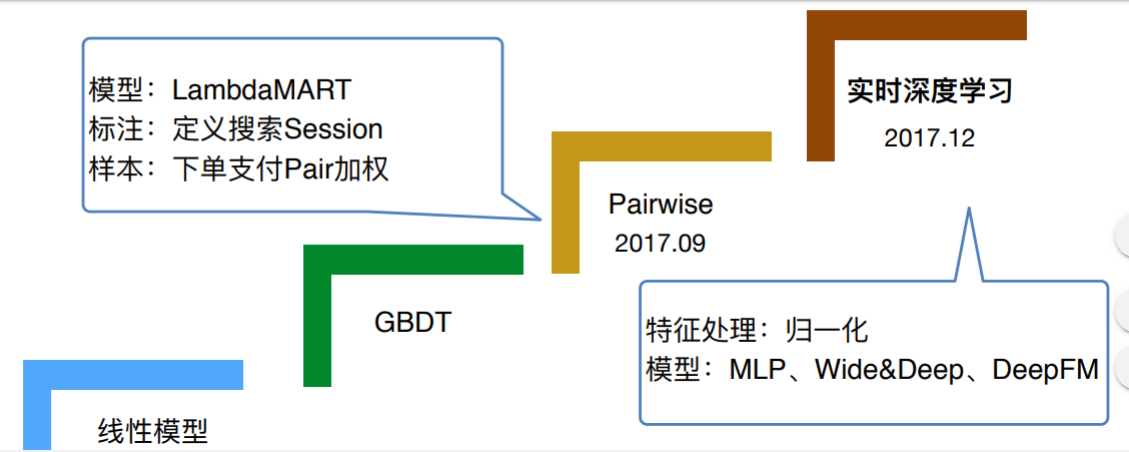 模型：LambdaMART
标注：定义搜索Session
样本：下单支付Pair加权
实时深度学习
2017.12
Pairwise
2017.09
GBDT
特征处理：归一化
模型：MLP、Wide&Deep、DeepFM
线性模型